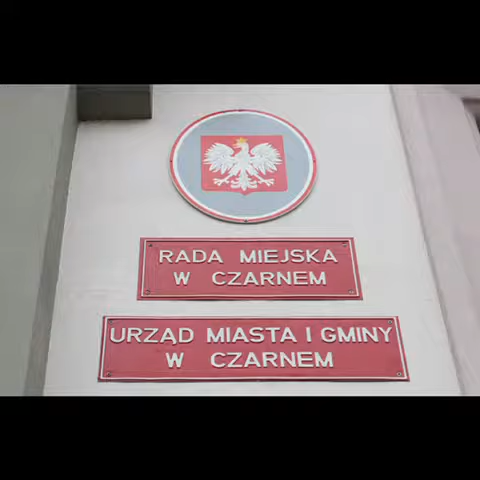 RADA MIEJSKA
W CZARNEM
URZĄD MIASTA I GMINY
W CZARNEM